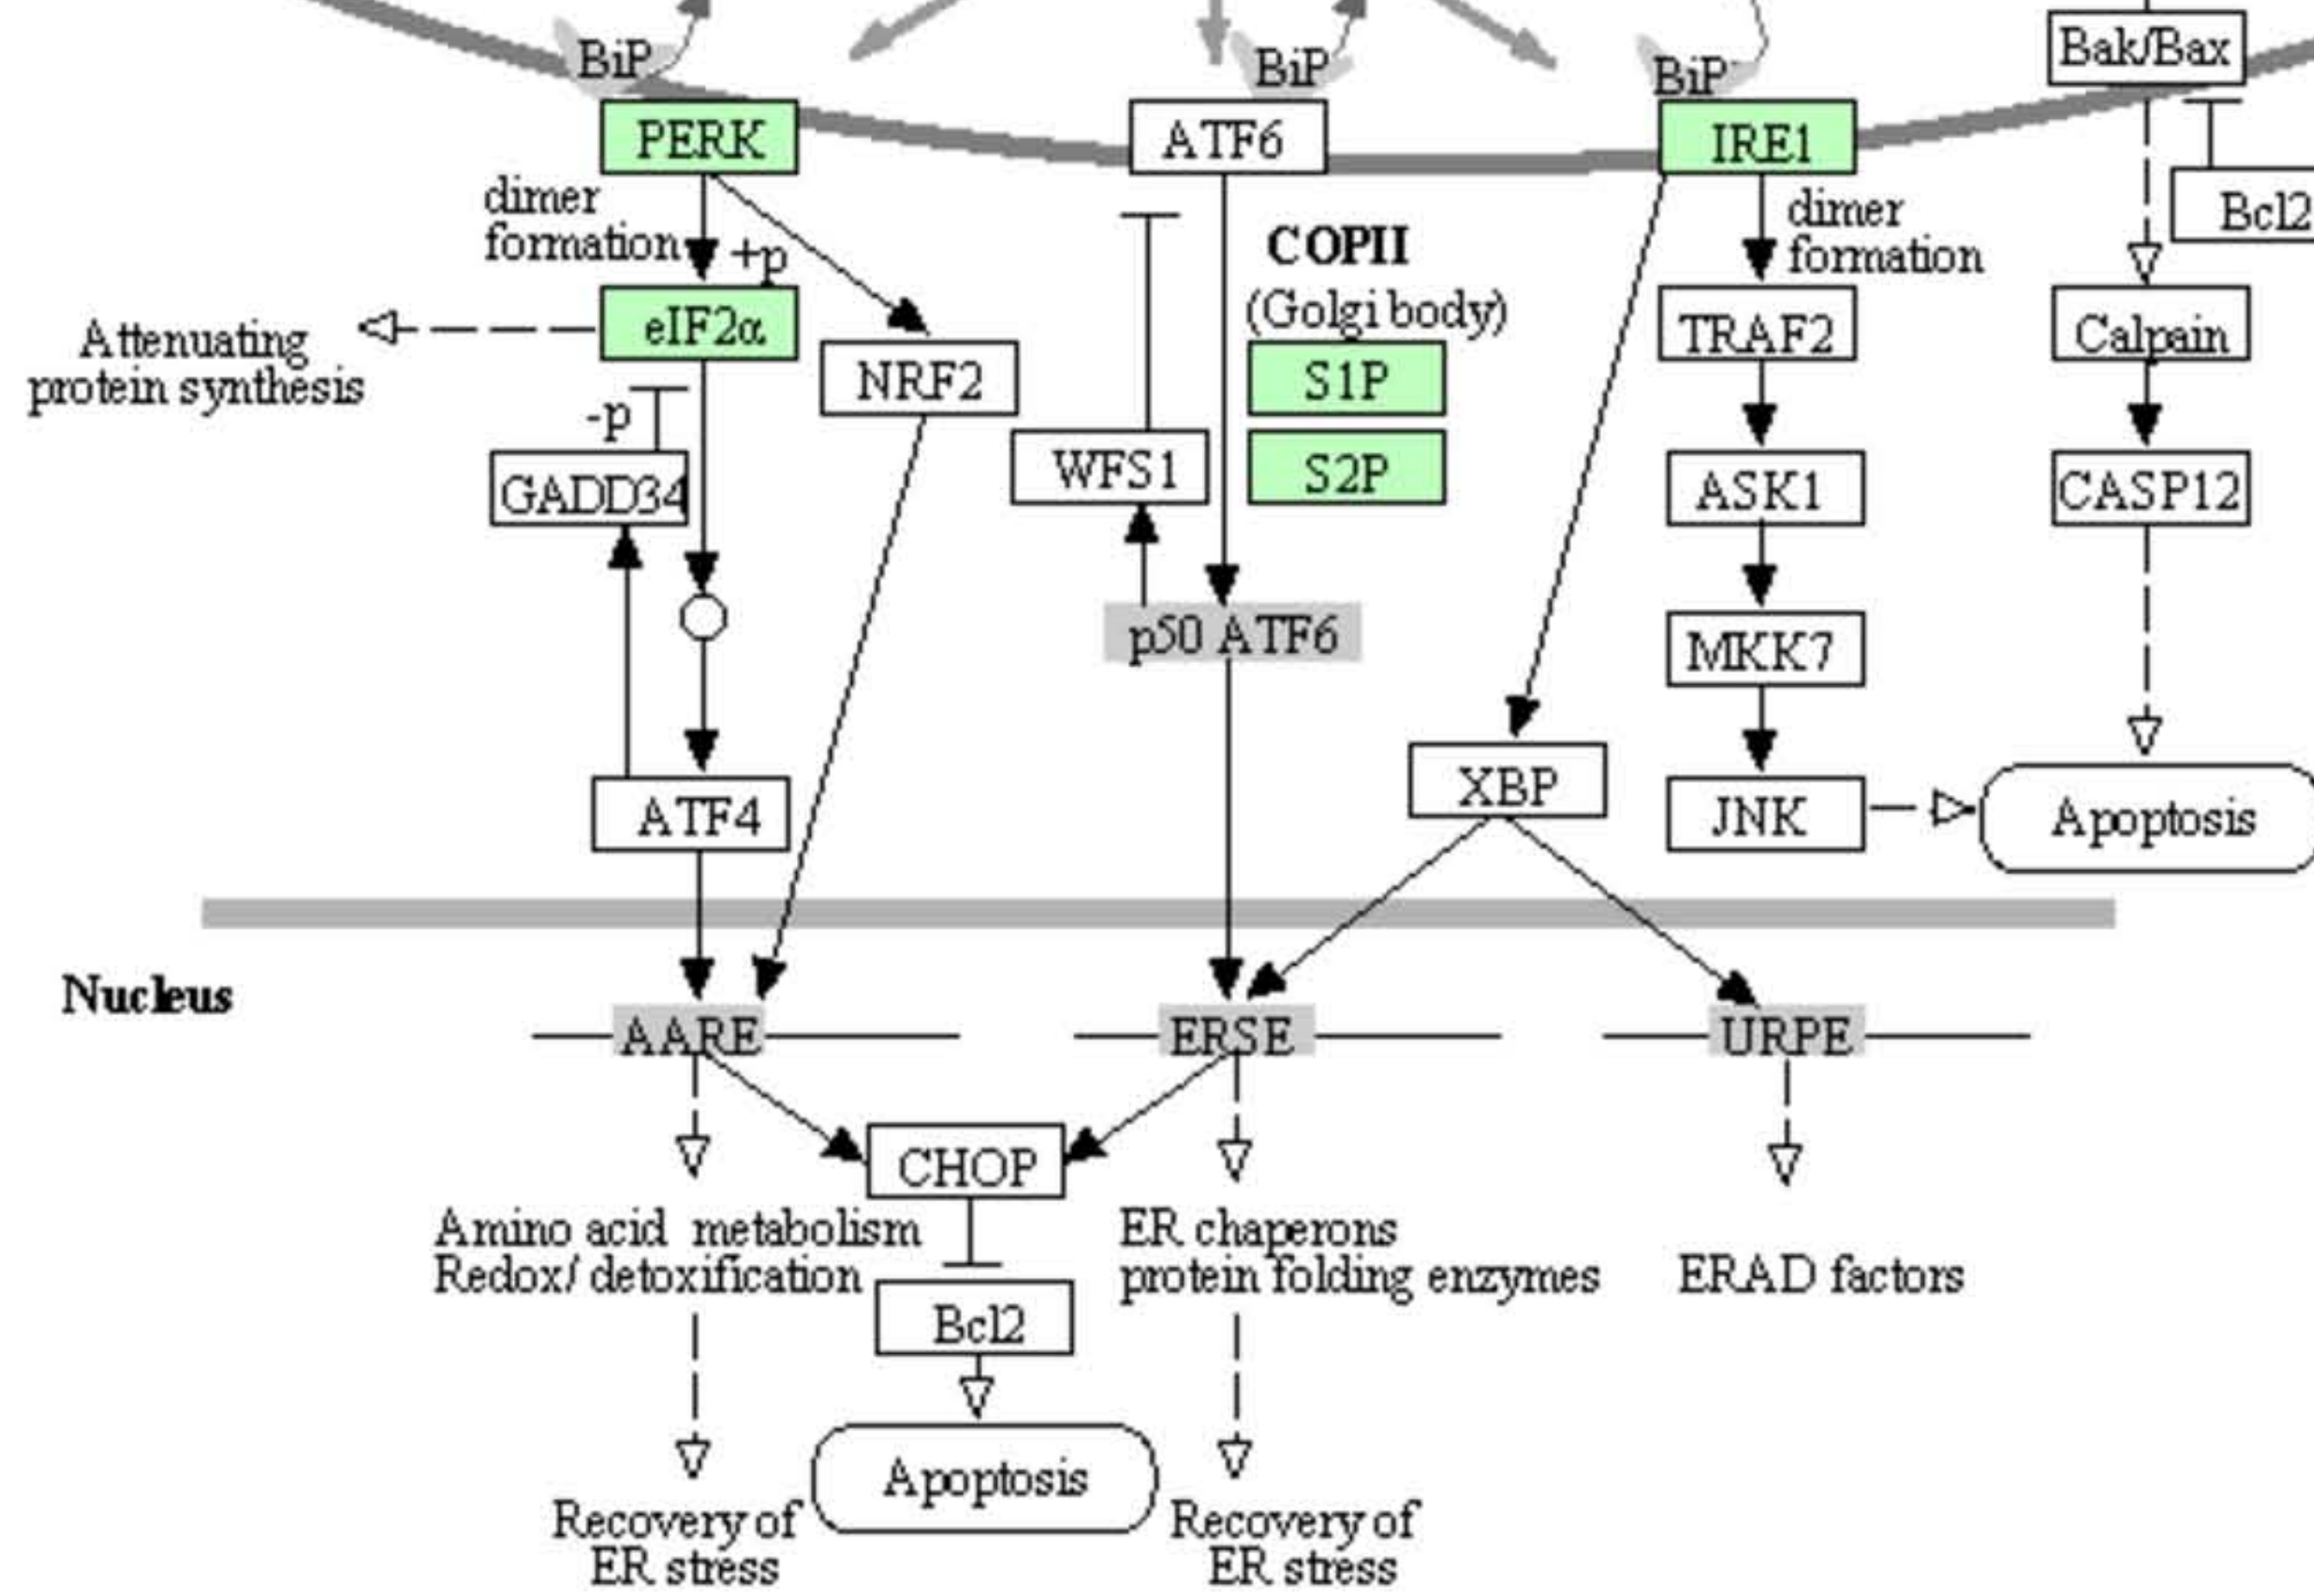 BiP
BiP
BiP
Bak/Bax
PERK
ATF6
IRE1
dimer
formation
+p
COPII
(Golgi body)
dimer
formation
Bcl2
Attenuating
protein synthesis
eIF2α
NRF2
S1P
TRAF2
Calpain
-p
GADD34
WFS1
S2P
ASK1
CASP12
p50 ATF6
MKK7
XBP
ATF4
JNK
Apoptosis
Nucleus
AARE
ERSE
URPE
CHOP
Amino acid metabolism
Redox/ detoxification
ER chaperons
protein folding enzymes
ERAD factors
Bcl2
Apoptosis
Recovery of
ER stress
Recovery of
ER stress